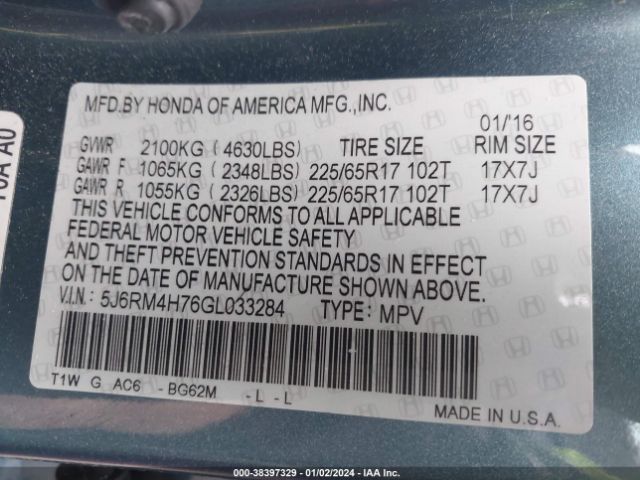 MFD.BY HONDA OF AMERICA MFG.,INC.
01/'16
GVWR 2100KG (4630LBS) TIRE SIZE RIM SIZE
GAWR F 1065KG (2348LBS) 225/65R17 102T 17X7J
GAWR R 1055KG (2326LBS) 225/65R17 102T 17X7J
THIS VEHICLE CONFORMS TO ALL APPLICABLE
FEDERAL MOTOR VEHICLE SAFETY
AND THEFT PREVENTION STANDARDS IN EFFECT
ON THE DATE OF MANUFACTURE SHOWN ABOVE.
V.I.N: 5J6RM4H76GL033284 TYPE: MPV
T1W G AC6 -BG62M -L -L
MADE IN U.S.A.
000-38397329 - 01/02/2024 - IAA Inc.